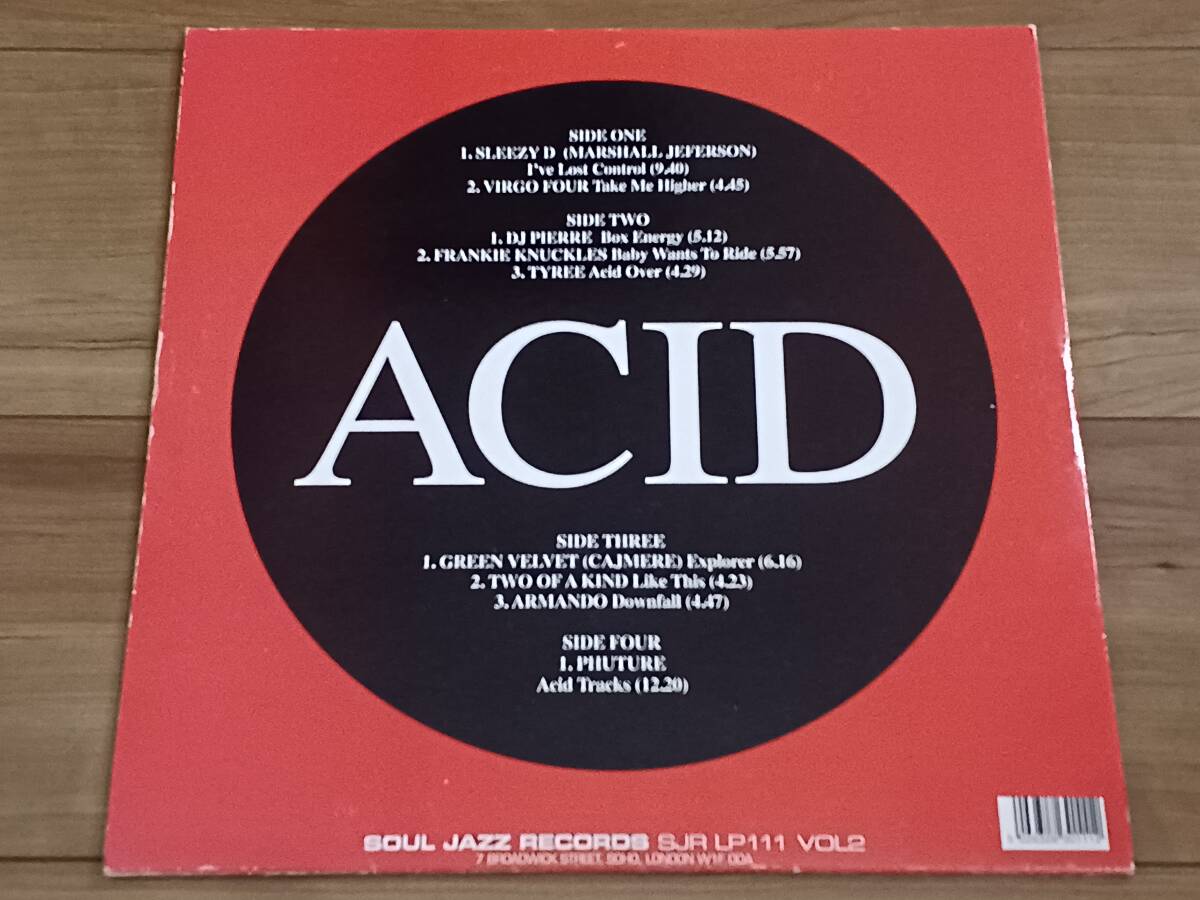 SIDE ONE
1. SLEEZY D (MARSHALL JEFERSON)
I've Lost Control (9.40)
2. VIRGO FOUR Take Me Higher (4.45)
SIDE TWO
1. DJ PIERRE Box Energy (5.12)
2. FRANKIE KNUCKLES Baby Wants To Ride (5.57)
3. TYREE Acid Over (4.29)
ACID
SIDE THREE
1. GREEN VELVET (CAJMERE) Explorer (6.16)
2. TWO OF A KIND Like This (4.23)
3. ARMANDO Downfall (4.47)
SIDE FOUR
1. PHUTURE
Acid Tracks (12.20)
SOUL JAZZ RECORDS SJR LP111 VOL2
7 BROADWICK STREET, SOHO, LONDON W1F 0DA